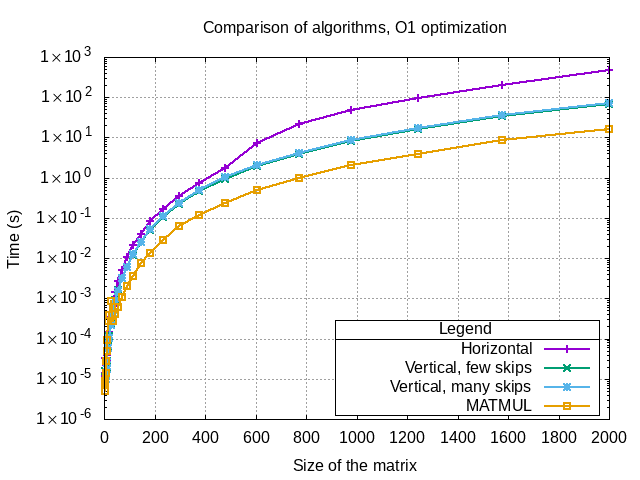 Comparison of algorithms, O1 optimization
Time (s)
1×10^3
1×10^2
1×10^1
1×10^0
1×10^-1
1×10^-2
1×10^-3
1×10^-4
1×10^-5
1×10^-6
Legend
Horizontal
Vertical, few skips
Vertical, many skips
MATMUL
0 200 400 600 800 1000 1200 1400 1600 1800 2000
Size of the matrix